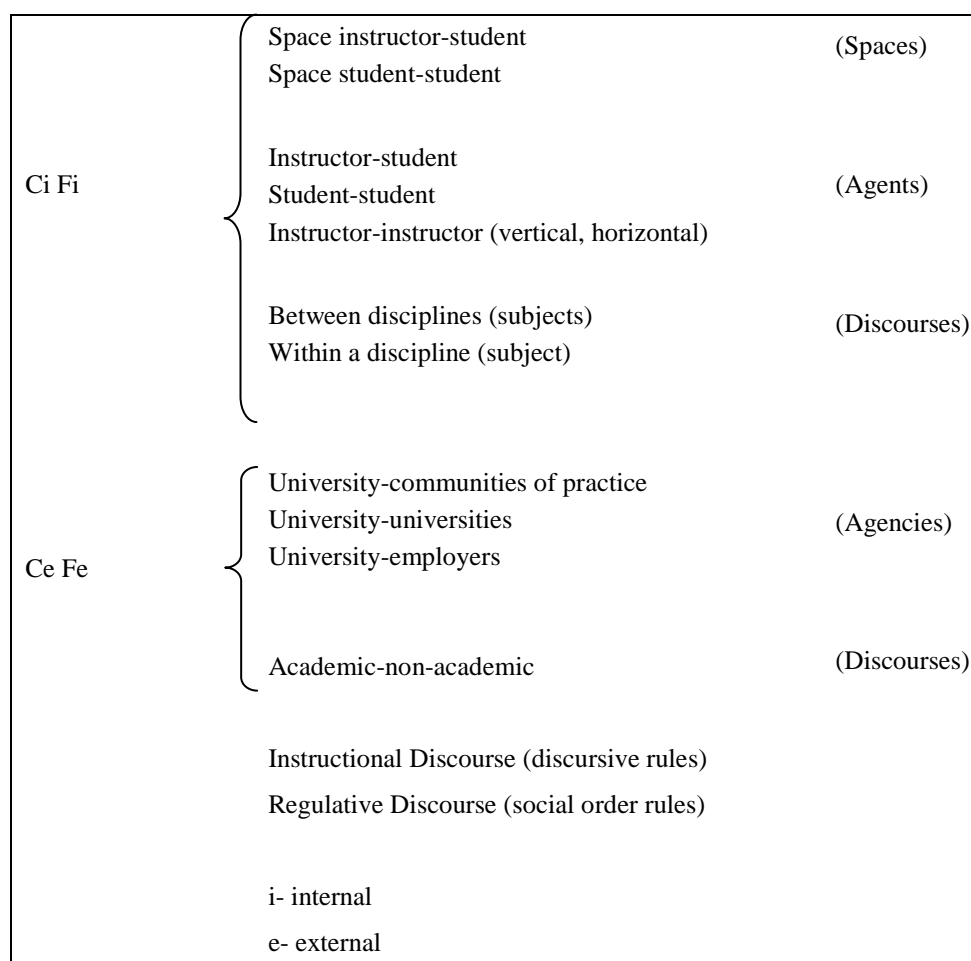 Space instructor-student (Spaces)
Space student-student
Instructor-student
Ci Fi Student-student (Agents)
Instructor-instructor (vertical, horizontal)
Between disciplines (subjects) (Discourses)
Within a discipline (subject)
University-communities of practice
University-universities (Agencies)
University-employers
Ce Fe
Academic-non-academic (Discourses)
Instructional Discourse (discursive rules)
Regulative Discourse (social order rules)
i- internal
e- external